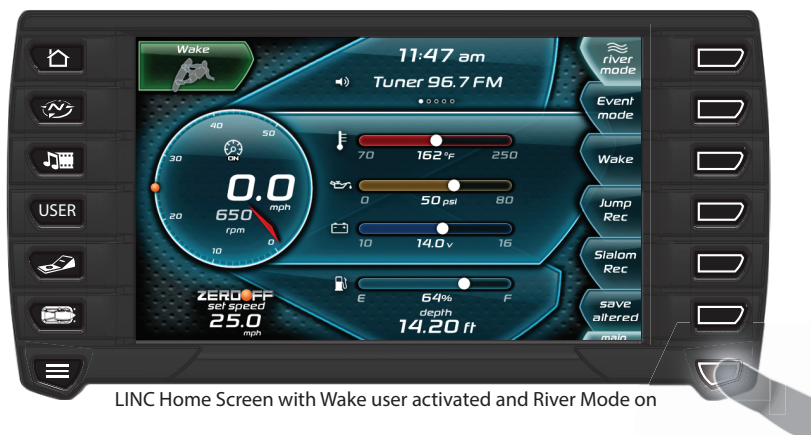 Wake
11:47 am
Tuner 96.7 FM
river
mode
Event
mode
Wake
Jump
Rec
Slalom
Rec
save
altered
main
N
USER
40
50
30
20
10
0
ON
0.0
mph
650
rpm
70
162°F
250
0
50 psi
80
10
14.0 v
16
E
64%
F
depth
14.20 ft
ZEROOFF
set speed
25.0
mph
LINC Home Screen with Wake user activated and River Mode on